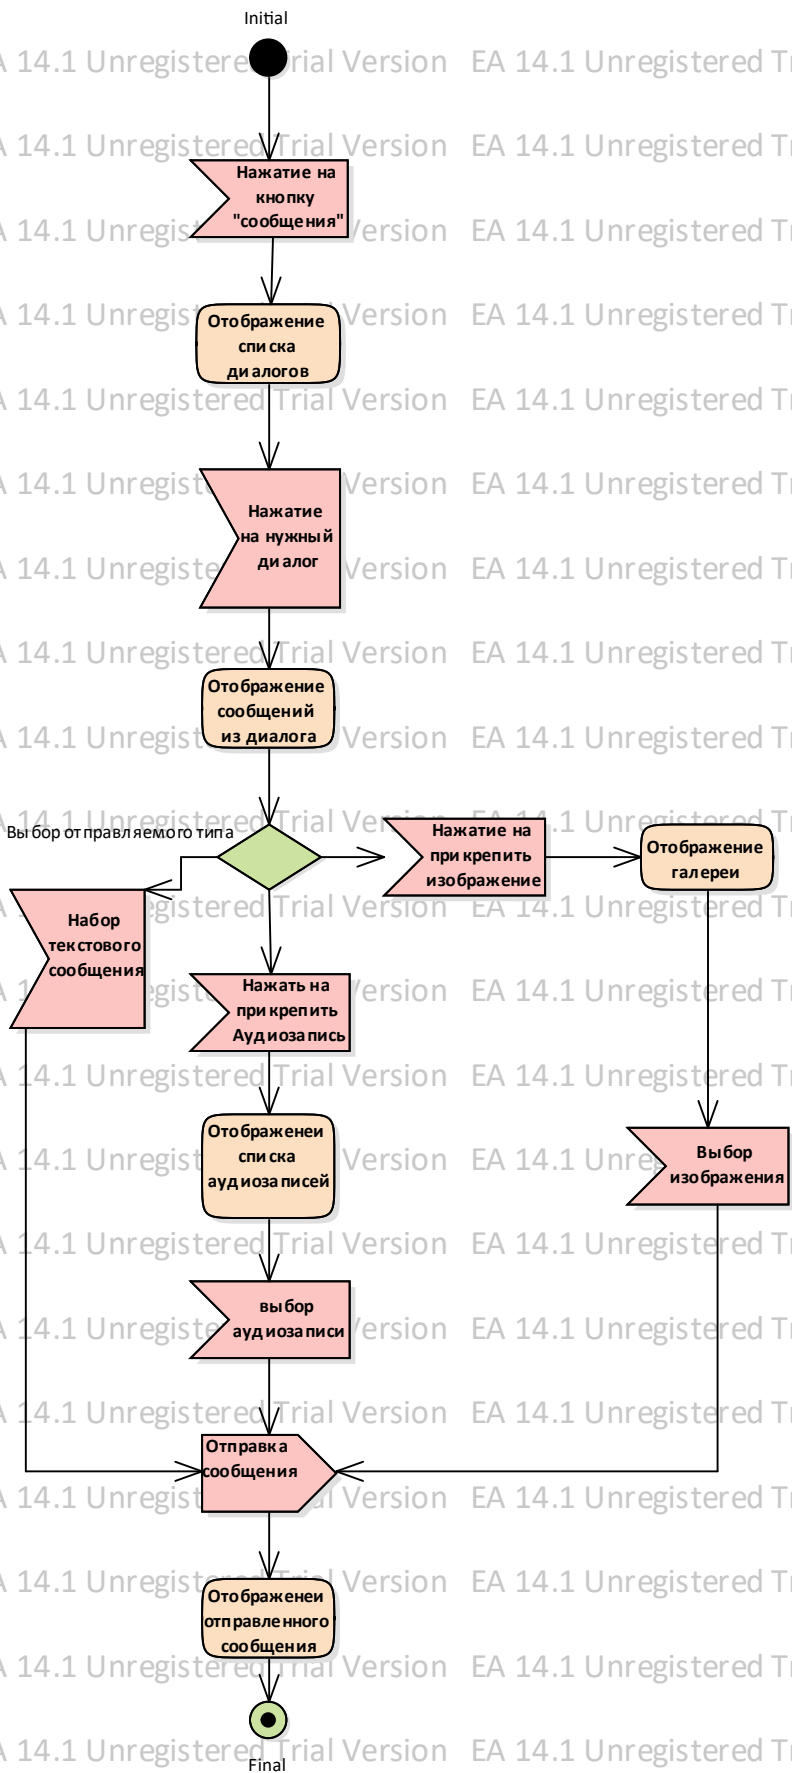 Initial
Нажатие на
кнопку
"сообщения"
Отображение
списка
диалогов
Нажатие
на нужный
диалог
Отображение
сообщений
из диалога
Выбор отправляемого типа
Нажатие на
прикрепить
изображение
Отображение
галереи
Набор
текстового
сообщения
Нажать на
прикрепить
Аудиозапись
Отображенеи
списка
аудиозаписей
Выбор
изображения
выбор
аудиозаписи
Отправка
сообщения
Отображенеи
отправленного
сообщения
Final
EA 14.1 Unregistered Trial Version